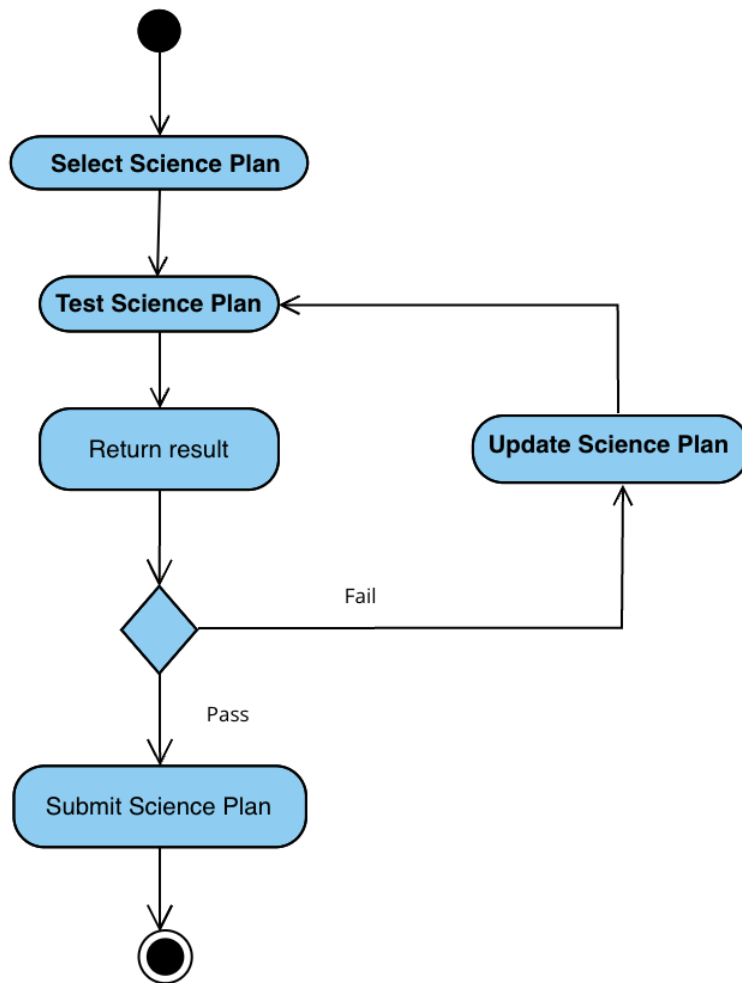 Select Science Plan
Test Science Plan
Return result
Update Science Plan
Fail
Pass
Submit Science Plan